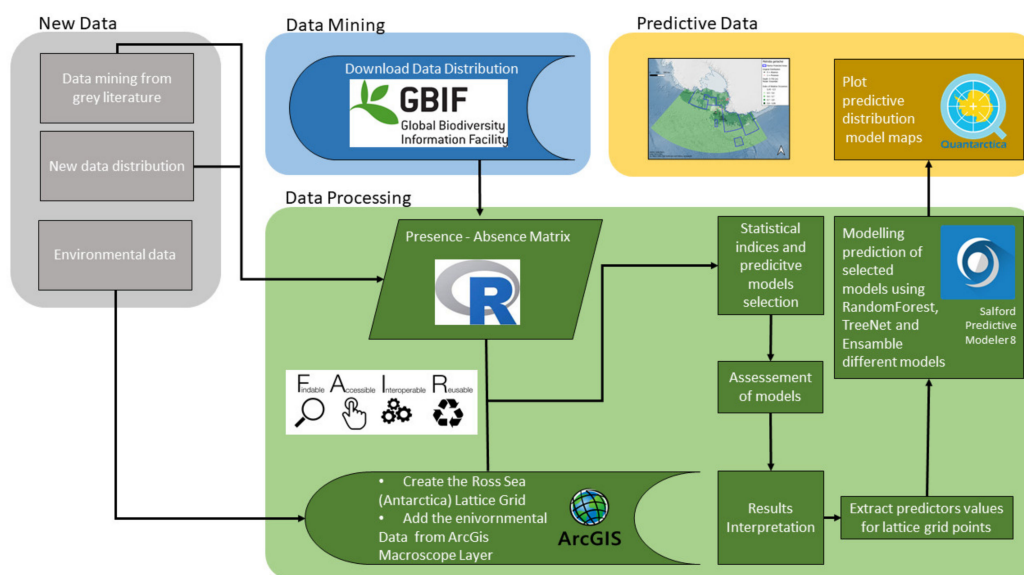 New Data
Data mining from
grey literature
New data distribution
Environmental data
Data Mining
Download Data Distribution
GBIF
Global Biodiversity
Information Facility
Predictive Data
Plot
predictive
distribution
model maps
Quantarctica
Data Processing
Presence - Absence Matrix
R
Findable Accessible Interoperable Reusable
• Create the Ross Sea
(Antarctica) Lattice Grid
• Add the enivornmental
Data from ArcGis
Macroscope Layer
ArcGIS
Statistical
indices and
predicitve
models
selection
Assessement
of models
Results
Interpretation
Extract predictors values
for lattice grid points
Modelling
prediction of
selected
models using
RandomForest,
TreeNet and
Ensamble
different models
Salford
Predictive
Modeler 8